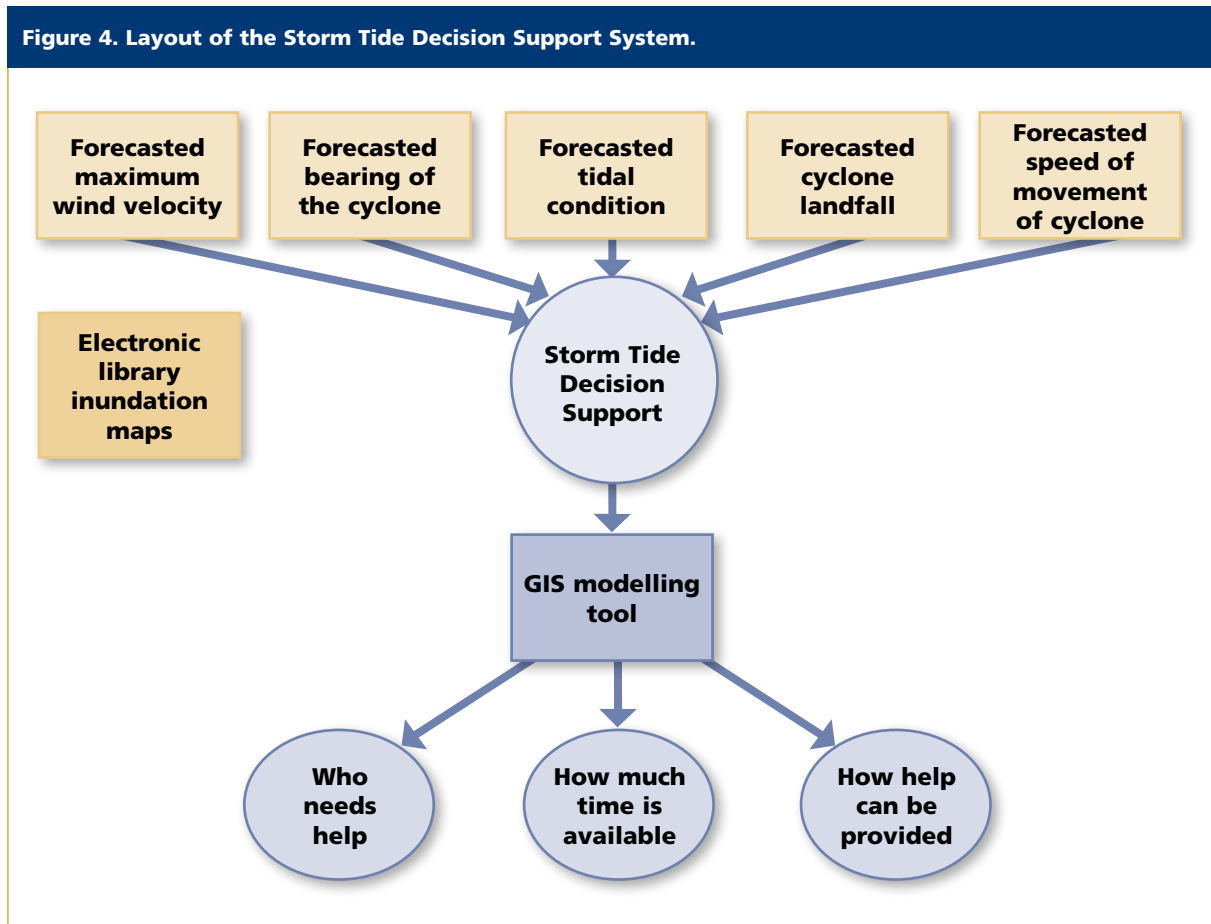 Figure 4. Layout of the Storm Tide Decision Support System.
Forecasted
maximum
wind velocity
Forecasted
bearing of
the cyclone
Forecasted
tidal
condition
Forecasted
cyclone
landfall
Forecasted
speed of
movement
of cyclone
Electronic
library
inundation
maps
Storm Tide
Decision
Support
GIS modelling
tool
Who
needs
help
How much
time is
available
How help
can be
provided